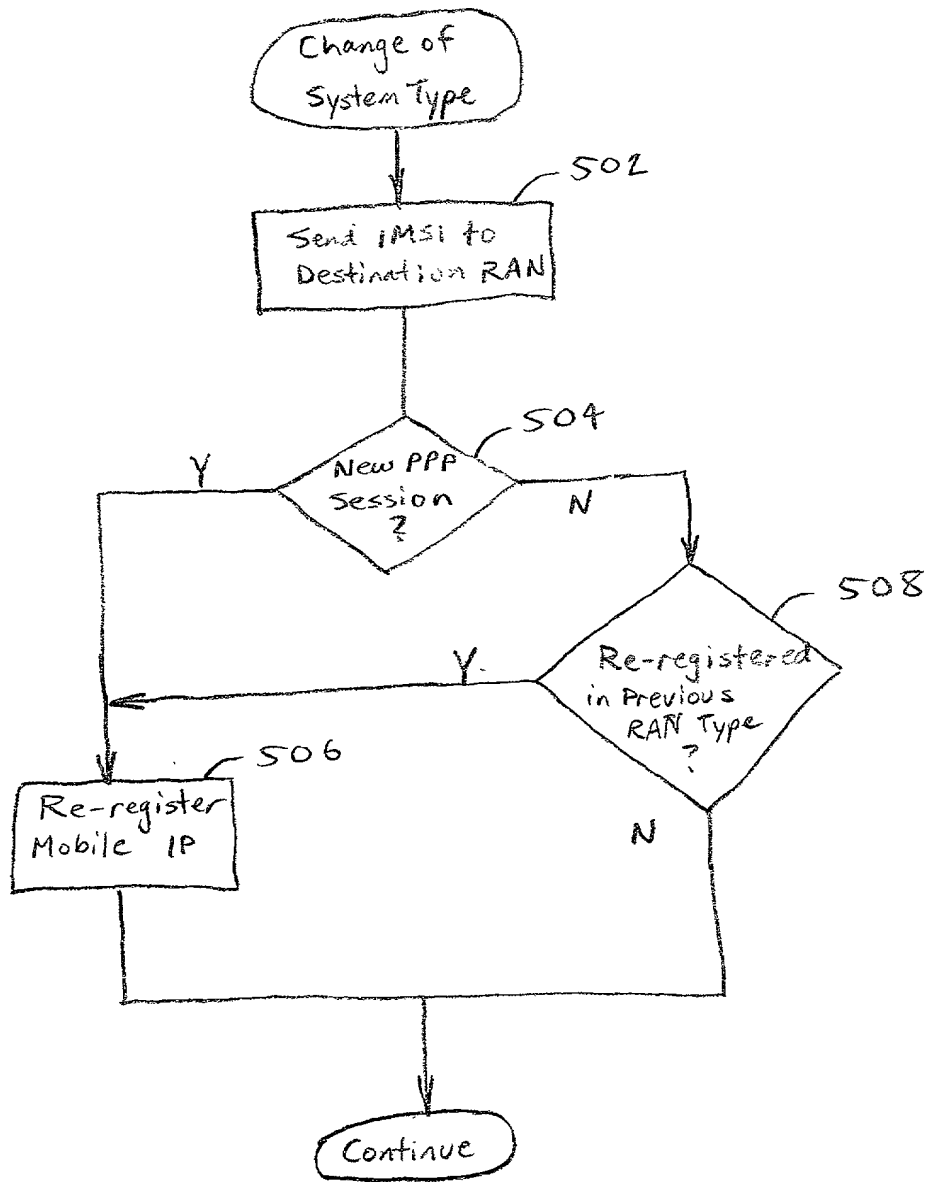 Change of
System Type
502
Send IMSI to
Destination RAN
504
New PPP
Session
?
Y
N
508
Re-registered
in Previous
RAN Type
?
Y
506
Re-register
Mobile IP
N
Continue